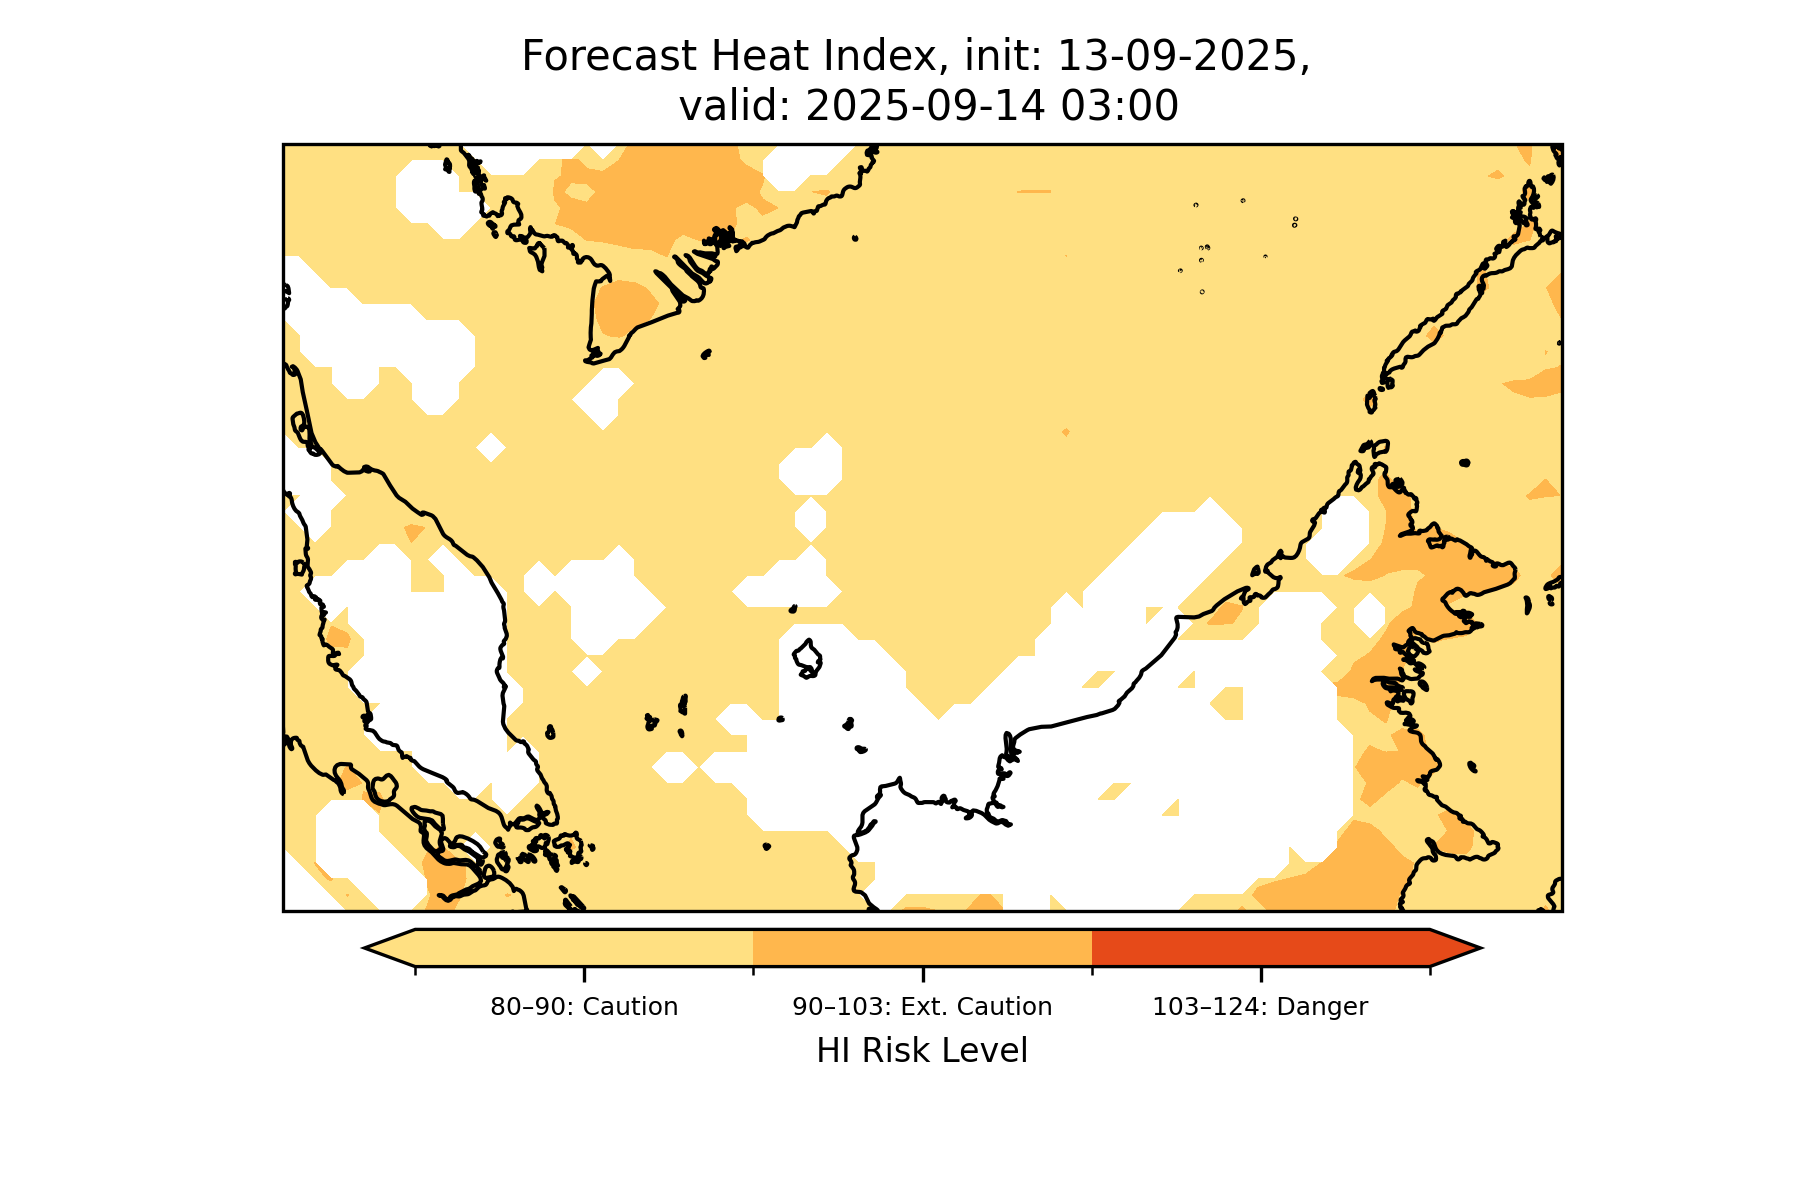 Forecast Heat Index, init: 13-09-2025,
valid: 2025-09-14 03:00
80–90: Caution
90–103: Ext. Caution
103–124: Danger
HI Risk Level